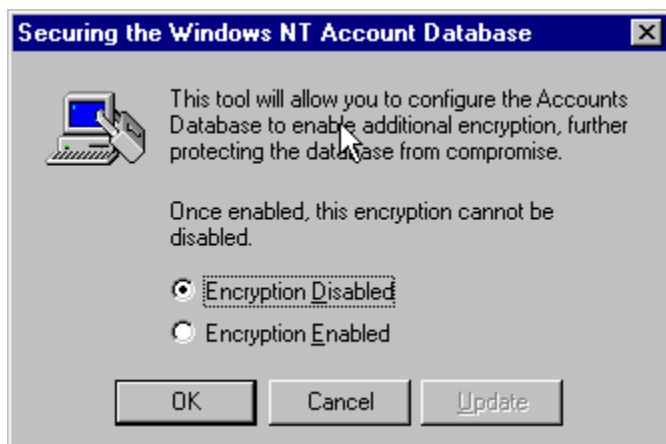 Securing the Windows NT Account Database
This tool will allow you to configure the Accounts
Database to enable additional encryption, further
protecting the database from compromise.
Once enabled, this encryption cannot be
disabled.
Encryption Disabled
Encryption Enabled
OK Cancel Update